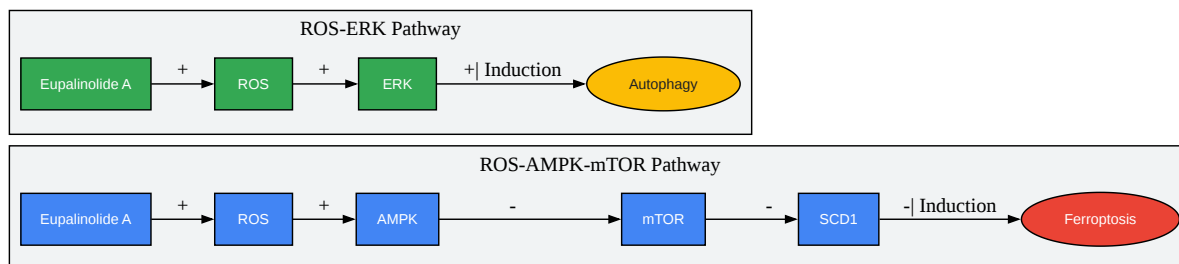 ROS-ERK Pathway
Eupalinolide A + ROS + ERK +| Induction Autophagy
ROS-AMPK-mTOR Pathway
Eupalinolide A + ROS + AMPK - mTOR - SCD1 -| Induction Ferroptosis